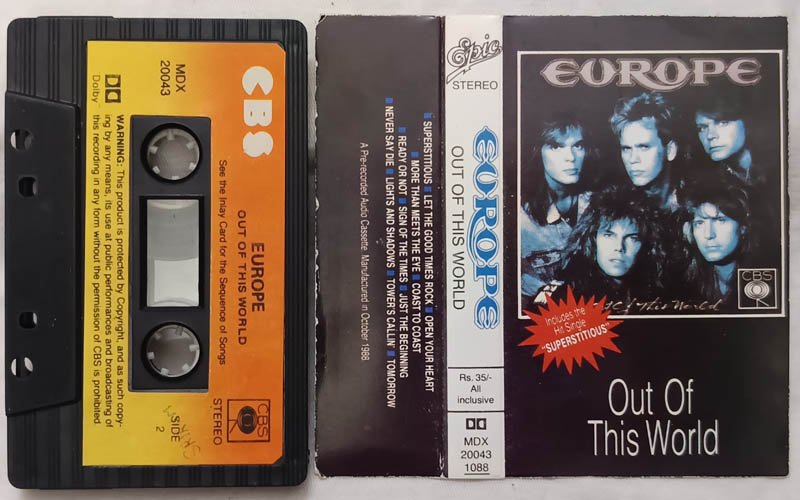 CBS
MDX
20043
Dolby
WARNING: This product is protected by Copyright, and as such copy-
ing by any means, its use at public performances and broadcasting of
this recording in any form without the permission of CBS is prohibited.
See the Inlay Card for the Sequence of Songs
EUROPE
OUT OF THIS WORLD
STEREO
CBS
SIDE
2
SUPERSTITIOUS ■ LET THE GOOD TIMES ROCK ■ OPEN YOUR HEART
■ MORE THAN MEETS THE EYE ■ COAST TO COAST
■ READY OR NOT ■ SIGN OF THE TIMES ■ JUST THE BEGINNING
■ NEVER SAY DIE ■ LIGHTS AND SHADOWS ■ TOWER'S CALLIN' ■ TOMORROW
A Pre-recorded Audio Cassette. Manufactured in October 1988
Epic
STEREO
EUROPE
OUT OF THIS WORLD
Rs. 35/-
All
inclusive
MDX
20043
1088
EUROPE
CBS
Of This World
Includes the
Hit Single
"SUPERSTITIOUS"
Out Of
This World